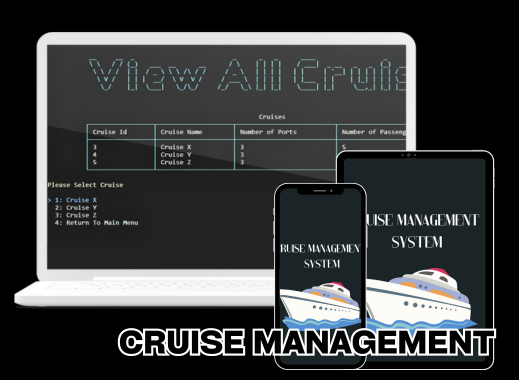 View All Cruis
Cruises
Cruise Id Cruise Name Number of Ports Number of Passeng
3 Cruise X 3 5
4 Cruise Y 3
5 Cruise Z 3
Please Select Cruise
> 1: Cruise X
2: Cruise Y
3: Cruise Z
4: Return To Main Menu
UISE MANAGEMENT
SYSTEM
RUISE MANAGEMEN
SYSTEM
CRUISE MANAGEMENT